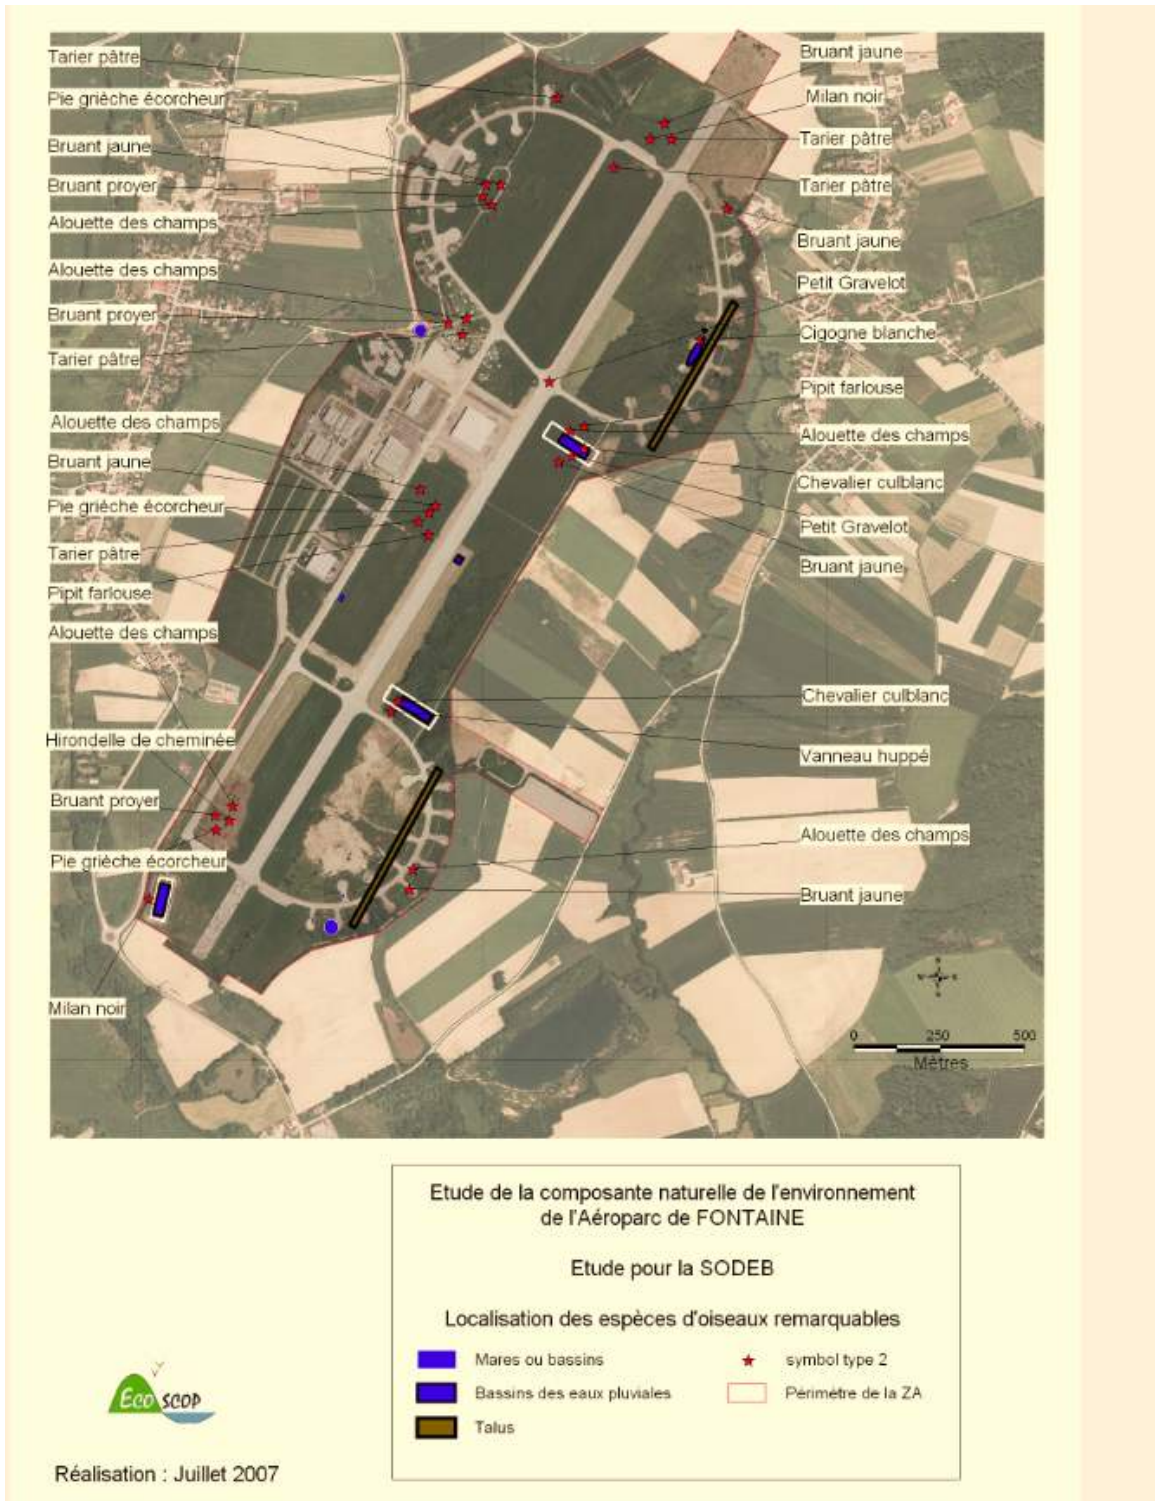 Tarier pâtre
Pie grièche écorcheur
Bruant jaune
Bruant proyer
Alouette des champs
Alouette des champs
Bruant proyer
Tarier pâtre
Alouette des champs
Bruant jaune
Pie grièche écorcheur
Tarier pâtre
Pipit farlouse
Alouette des champs
Hirondelle de cheminée
Bruant proyer
Pie grièche écorcheur
Milan noir
Bruant jaune
Milan noir
Tarier pâtre
Tarier pâtre
Bruant jaune
Petit Gravelot
Cigogne blanche
Pipit farlouse
Alouette des champs
Chevalier culblanc
Petit Gravelot
Bruant jaune
Chevalier culblanc
Vanneau huppé
Alouette des champs
Bruant jaune
0 250 500
Mètres
Etude de la composante naturelle de l'environnement
de l'Aéroparc de FONTAINE
Etude pour la SODEB
Localisation des espèces d'oiseaux remarquables
Mares ou bassins
symbol type 2
Bassins des eaux pluviales
Périmètre de la ZA
Talus
ECO SCOP
Réalisation : Juillet 2007